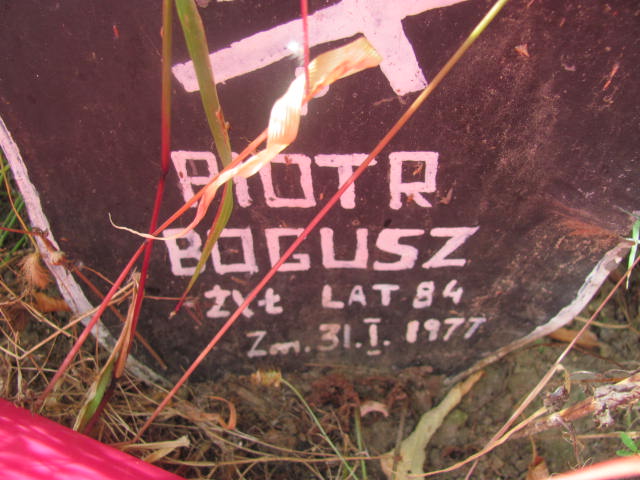 PIOTR
BOGUSZ
ŻYŁ LAT 84
Zm. 31.I. 1977